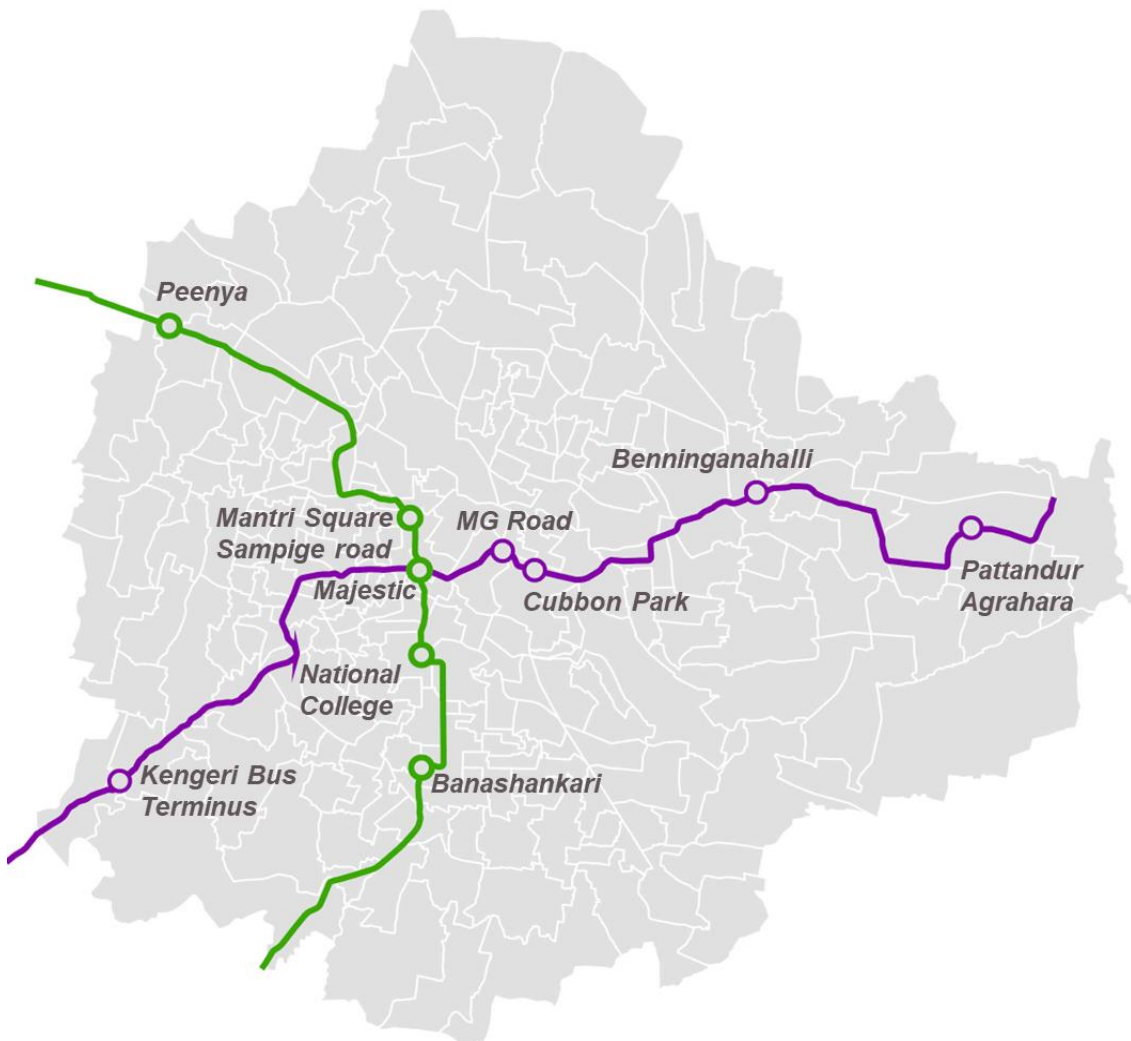 Peenya
Benninganahalli
Mantri Square
Sampige road
MG Road
Majestic
Cubbon Park
Pattandur
Agrahara
National
College
Kengeri Bus
Terminus
Banashankari